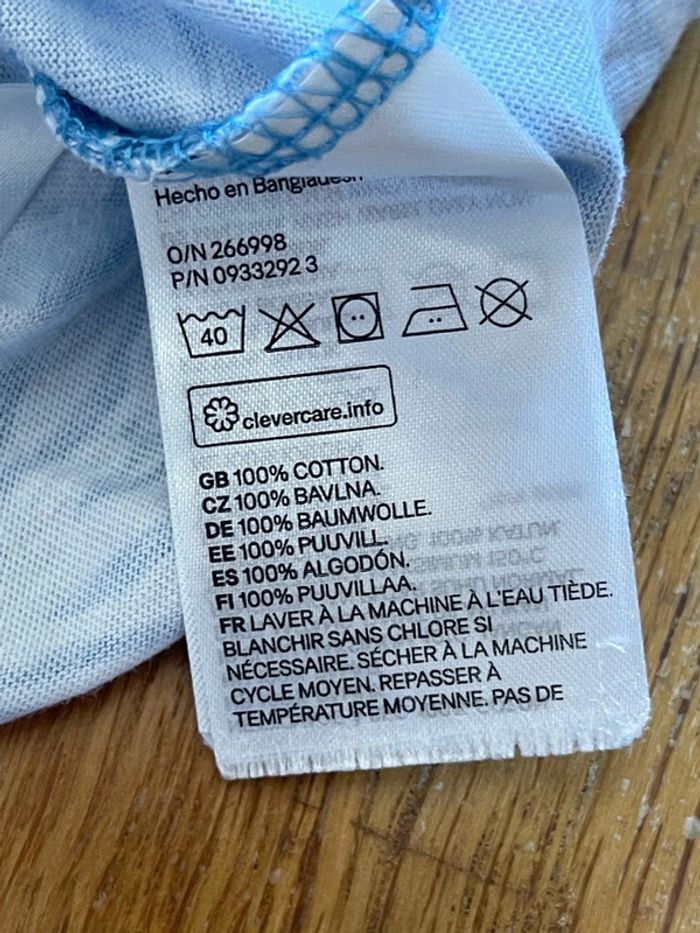 Hecho en Bangladesh
O/N 266998
P/N 0933292 3
40
clevercare.info
GB 100% COTTON.
CZ 100% BAVLNA.
DE 100% BAUMWOLLE.
EE 100% PUUVILL.
ES 100% ALGODÓN.
FI 100% PUUVILLAA.
FR LAVER À LA MACHINE À L'EAU TIÈDE.
BLANCHIR SANS CHLORE SI
NÉCESSAIRE. SÉCHER À LA MACHINE
CYCLE MOYEN. REPASSER À
TEMPÉRATURE MOYENNE. PAS DE